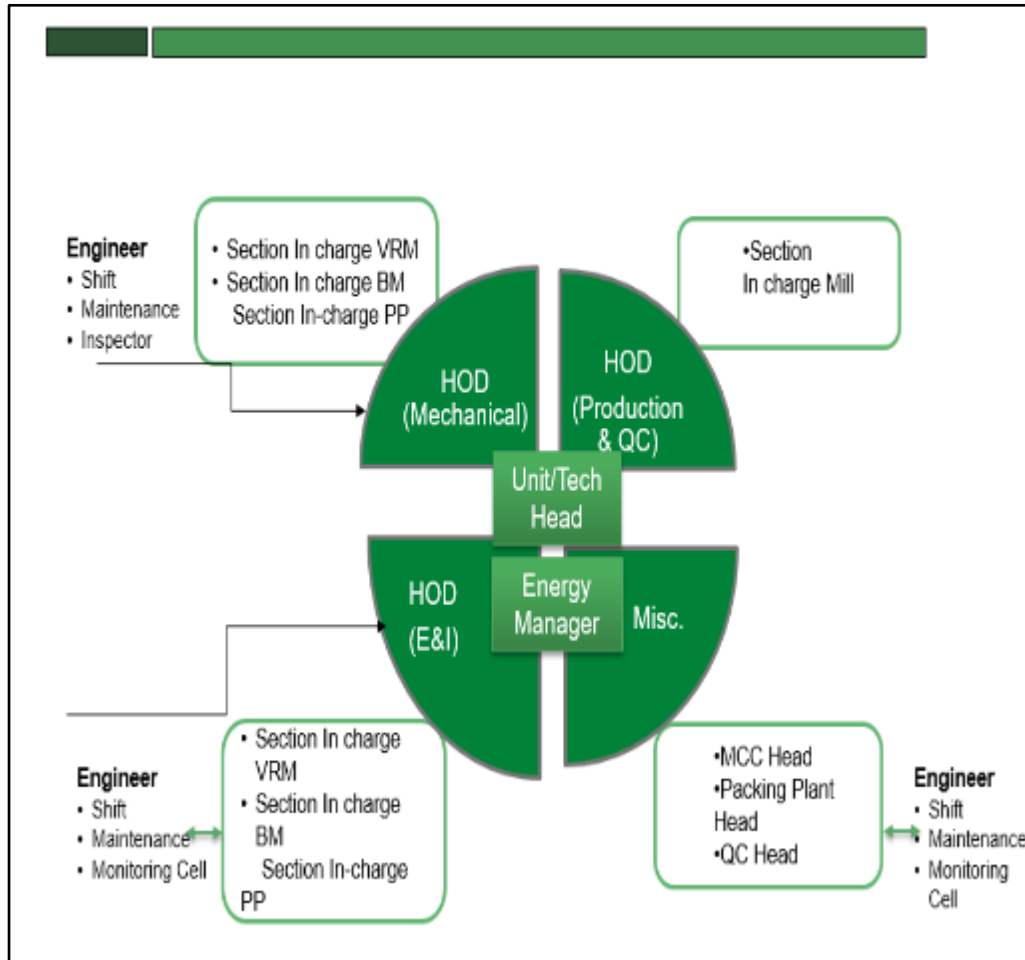 Engineer
• Shift
• Maintenance
• Inspector
• Section In charge VRM
• Section In charge BM
Section In-charge PP
•Section
In charge Mill
HOD
(Mechanical)
HOD
(Production
& QC)
Unit/Tech
Head
HOD
(E&I)
Energy
Manager
Misc.
Engineer
• Shift
• Maintenance
• Monitoring Cell
• Section In charge
VRM
• Section In charge
BM
Section In-charge
PP
•MCC Head
•Packing Plant
Head
•QC Head
Engineer
• Shift
• Maintenance
• Monitoring
Cell